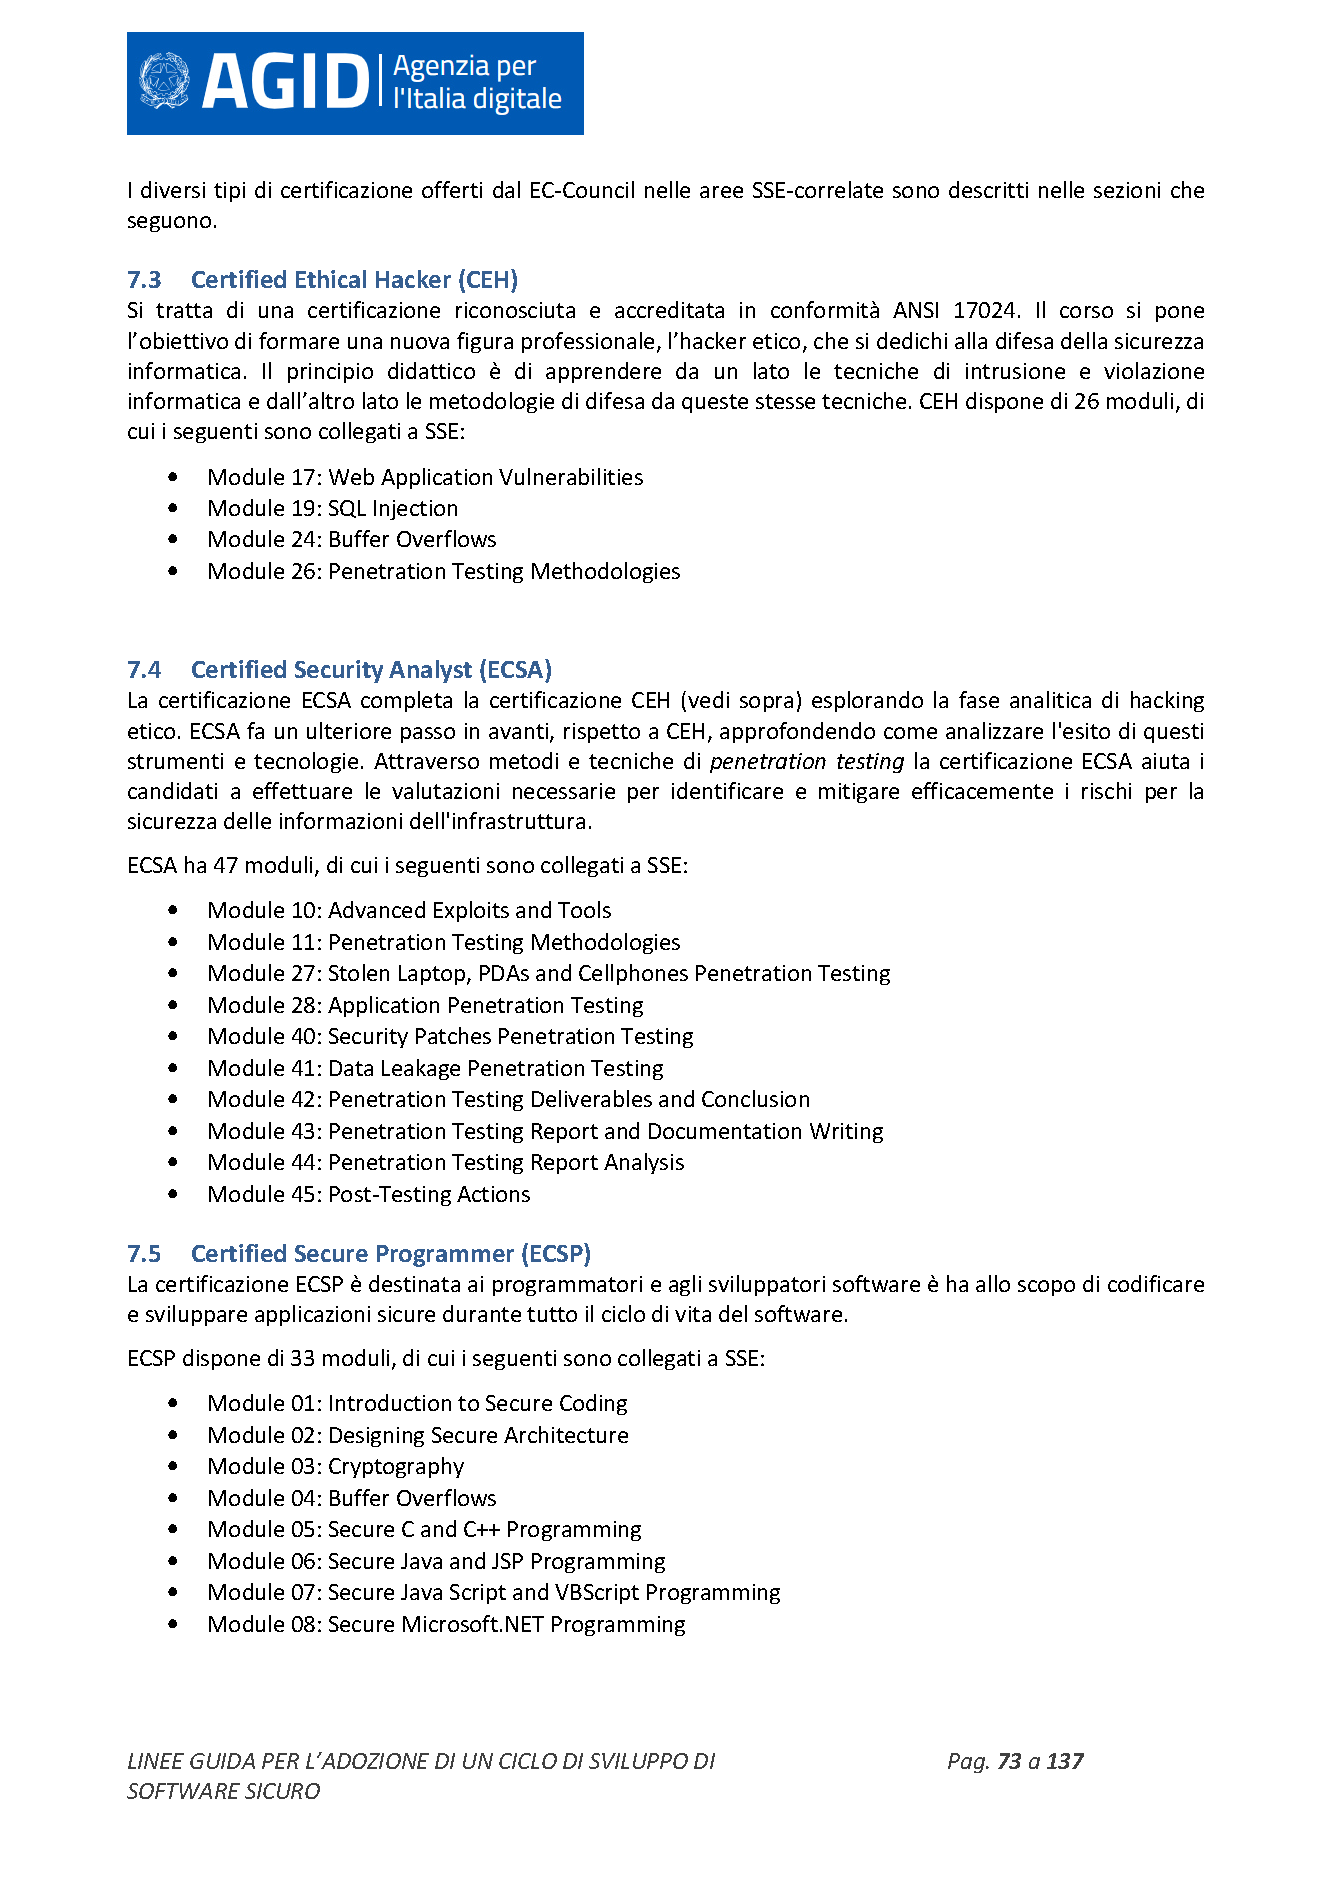 AGID Agenzia per
l'Italia digitale
I diversi tipi di certificazione offerti dal EC-Council nelle aree SSE-correlate sono descritti nelle sezioni che
seguono.
7.3 Certified Ethical Hacker (CEH)
Si tratta di una certificazione riconosciuta e accreditata in conformità ANSI 17024. Il corso si pone
l’obiettivo di formare una nuova figura professionale, l’hacker etico, che si dedichi alla difesa della sicurezza
informatica. Il principio didattico è di apprendere da un lato le tecniche di intrusione e violazione
informatica e dall’altro lato le metodologie di difesa da queste stesse tecniche. CEH dispone di 26 moduli, di
cui i seguenti sono collegati a SSE:
• Module 17: Web Application Vulnerabilities
• Module 19: SQL Injection
• Module 24: Buffer Overflows
• Module 26: Penetration Testing Methodologies
7.4 Certified Security Analyst (ECSA)
La certificazione ECSA completa la certificazione CEH (vedi sopra) esplorando la fase analitica di hacking
etico. ECSA fa un ulteriore passo in avanti, rispetto a CEH, approfondendo come analizzare l'esito di questi
strumenti e tecnologie. Attraverso metodi e tecniche di penetration testing la certificazione ECSA aiuta i
candidati a effettuare le valutazioni necessarie per identificare e mitigare efficacemente i rischi per la
sicurezza delle informazioni dell'infrastruttura.
ECSA ha 47 moduli, di cui i seguenti sono collegati a SSE:
• Module 10: Advanced Exploits and Tools
• Module 11: Penetration Testing Methodologies
• Module 27: Stolen Laptop, PDAs and Cellphones Penetration Testing
• Module 28: Application Penetration Testing
• Module 40: Security Patches Penetration Testing
• Module 41: Data Leakage Penetration Testing
• Module 42: Penetration Testing Deliverables and Conclusion
• Module 43: Penetration Testing Report and Documentation Writing
• Module 44: Penetration Testing Report Analysis
• Module 45: Post-Testing Actions
7.5 Certified Secure Programmer (ECSP)
La certificazione ECSP è destinata ai programmatori e agli sviluppatori software è ha allo scopo di codificare
e sviluppare applicazioni sicure durante tutto il ciclo di vita del software.
ECSP dispone di 33 moduli, di cui i seguenti sono collegati a SSE:
• Module 01: Introduction to Secure Coding
• Module 02: Designing Secure Architecture
• Module 03: Cryptography
• Module 04: Buffer Overflows
• Module 05: Secure C and C++ Programming
• Module 06: Secure Java and JSP Programming
• Module 07: Secure Java Script and VBScript Programming
• Module 08: Secure Microsoft.NET Programming
LINEE GUIDA PER L’ADOZIONE DI UN CICLO DI SVILUPPO DI Pag. 73 a 137
SOFTWARE SICURO